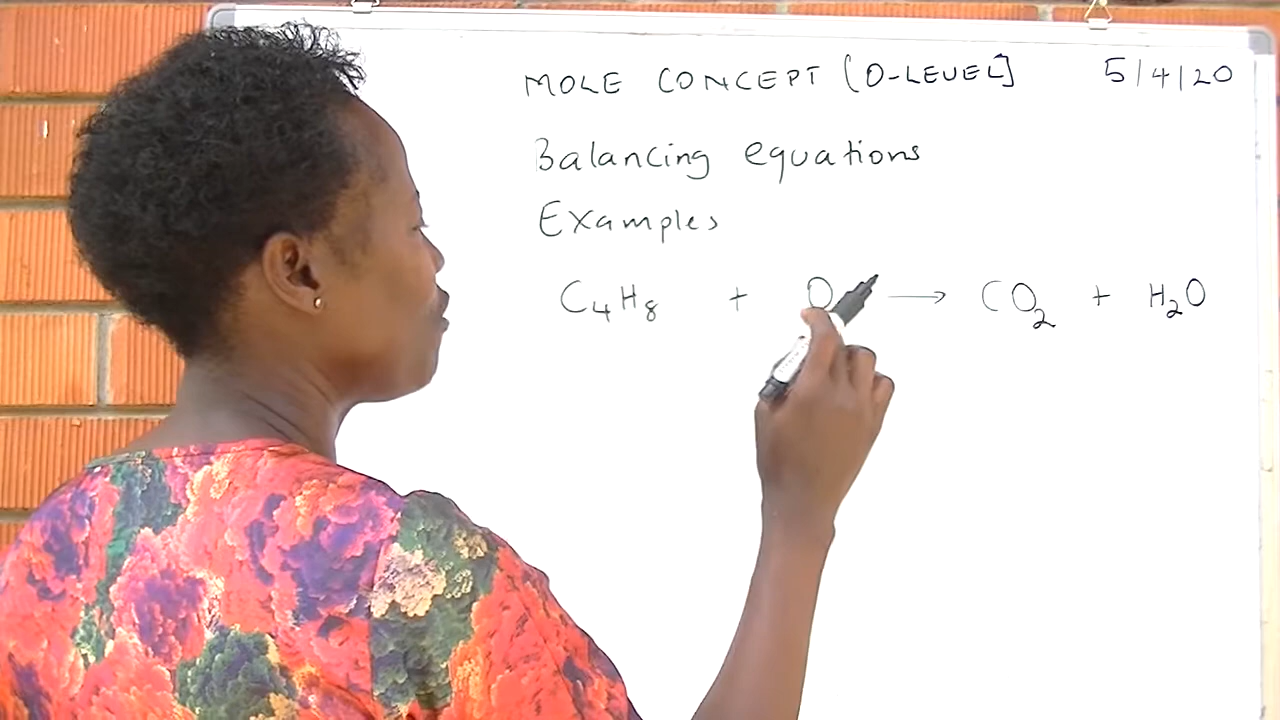 MOLE CONCEPT (O-LEVEL] 5/4/20
Balancing equations
Examples
C₄H₈ + O → CO₂ + H₂O